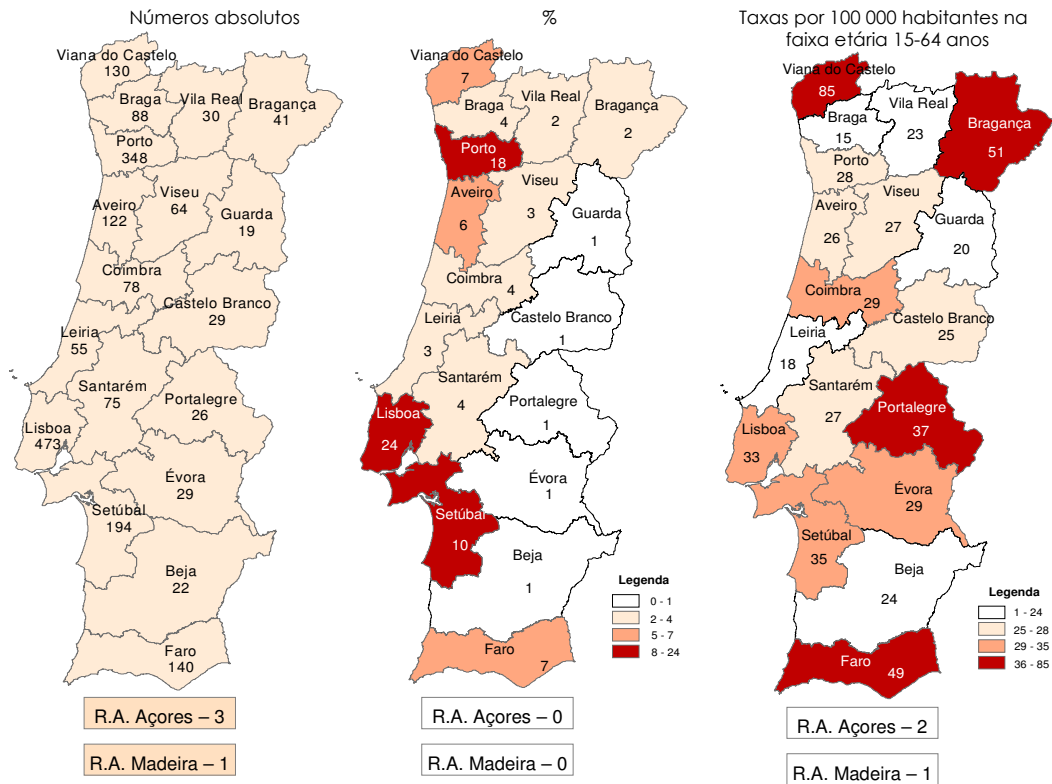 Números absolutos
Viana do Castelo
130
Braga
88
Vila Real
30
Bragança
41
Porto
348
Aveiro
122
Viseu
64
Guarda
19
Coimbra
78
Castelo Branco
29
Leiria
55
Santarém
75
Portalegre
26
Lisboa
473
Évora
29
Setúbal
194
Beja
22
Faro
140
R.A. Açores – 3
R.A. Madeira – 1
%
Viana do Castelo
7
Braga
4
Vila Real
2
Bragança
2
Porto
18
Aveiro
6
Viseu
3
Guarda
1
Coimbra
4
Castelo Branco
1
Leiria
3
Santarém
4
Portalegre
1
Lisboa
24
Évora
1
Setúbal
10
Beja
1
Faro
7
Legenda
0 - 1
2 - 4
5 - 7
8 - 24
R.A. Açores – 0
R.A. Madeira – 0
Taxas por 100 000 habitantes na
faixa etária 15-64 anos
Viana do Castelo
85
Braga
15
Vila Real
23
Bragança
51
Porto
28
Aveiro
26
Viseu
27
Guarda
20
Coimbra
29
Castelo Branco
25
Leiria
18
Santarém
27
Portalegre
37
Lisboa
33
Évora
29
Setúbal
35
Beja
24
Faro
49
Legenda
1 - 24
25 - 28
29 - 35
36 - 85
R.A. Açores – 2
R.A. Madeira – 1